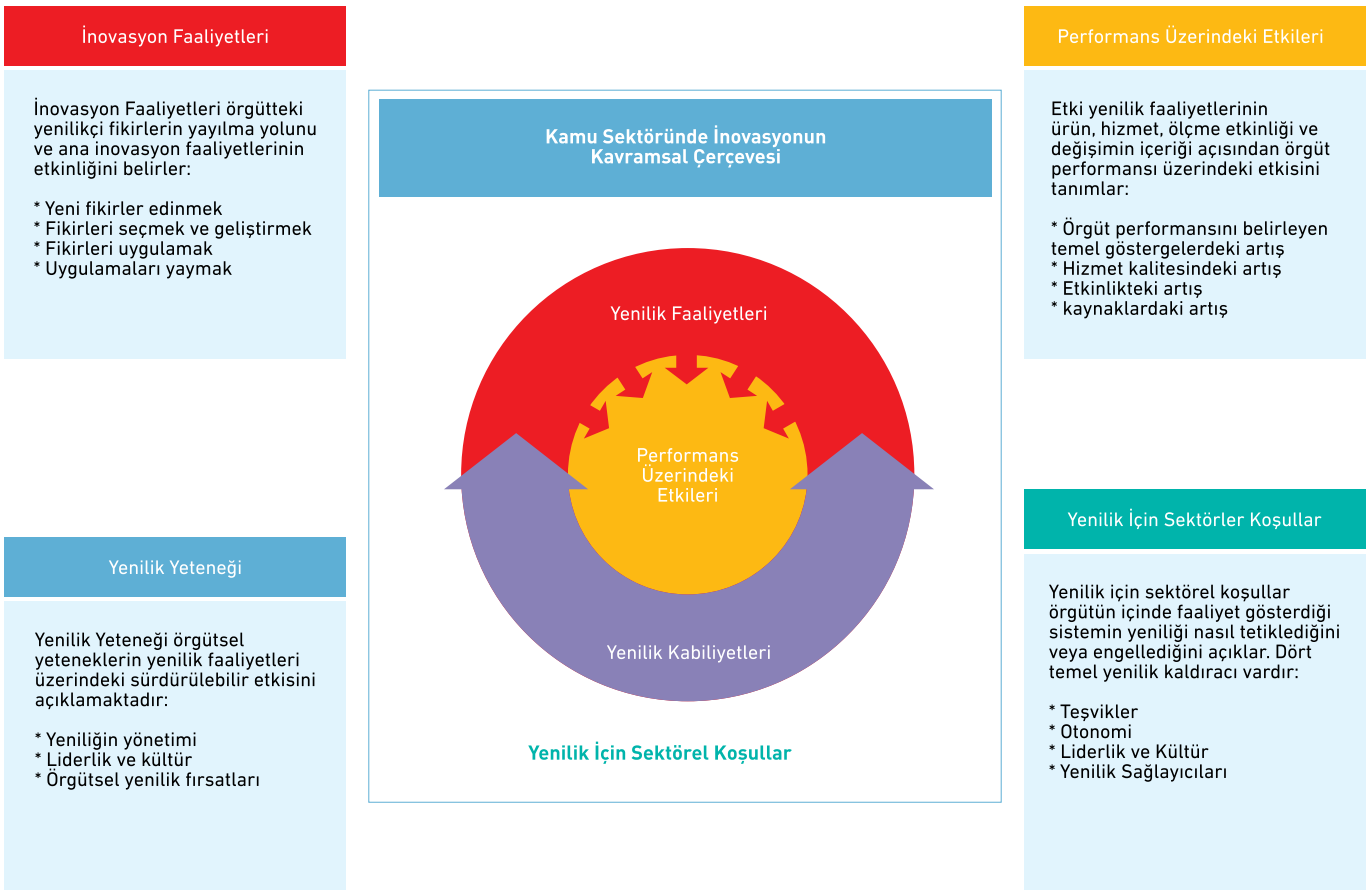 İnovasyon Faaliyetleri
İnovasyon Faaliyetleri örgütteki
yenilikçi fikirlerin yayılma yolunu
ve ana inovasyon faaliyetlerinin
etkinliğini belirler:
* Yeni fikirler edinmek
* Fikirleri seçmek ve geliştirmek
* Fikirleri uygulamak
* Uygulamaları yaymak
Yenilik Yeteneği
Yenilik Yeteneği örgütsel
yeteneklerin yenilik faaliyetleri
üzerindeki sürdürülebilir etkisini
açıklamaktadır:
* Yeniliğin yönetimi
* Liderlik ve kültür
* Örgütsel yenilik fırsatları
Kamu Sektöründe İnovasyonun
Kavramsal Çerçevesi
Yenilik Faaliyetleri
Performans
Üzerindeki
Etkileri
Yenilik Kabiliyetleri
Yenilik İçin Sektörel Koşullar
Performans Üzerindeki Etkileri
Etki yenilik faaliyetlerinin
ürün, hizmet, ölçme etkinliği ve
değişimin içeriği açısından örgüt
performansı üzerindeki etkisini
tanımlar:
* Örgüt performansını belirleyen
temel göstergelerdeki artış
* Hizmet kalitesindeki artış
* Etkinlikteki artış
* kaynaklardaki artış
Yenilik İçin Sektörler Koşullar
Yenilik için sektörel koşullar
örgütün içinde faaliyet gösterdiği
sistemin yeniliği nasıl tetiklediğini
veya engellediğini açıklar. Dört
temel yenilik kaldıracı vardır:
* Teşvikler
* Otonomi
* Liderlik ve Kültür
* Yenilik Sağlayıcıları